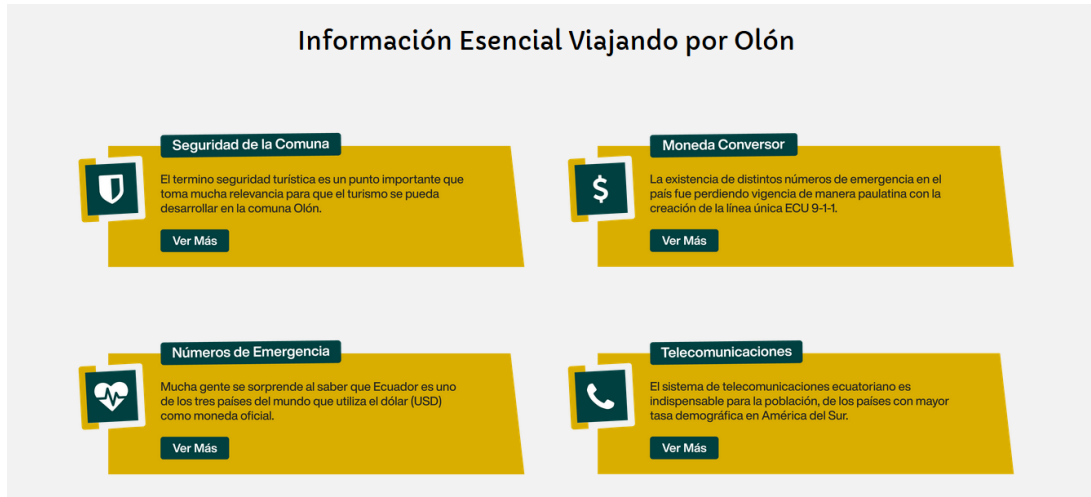 Información Esencial Viajando por Olón
Seguridad de la Comuna
El termino seguridad turística es un punto importante que
toma mucha relevancia para que el turismo se pueda
desarrollar en la comuna Olón.
Ver Más
Moneda Conversor
La existencia de distintos números de emergencia en el
país fue perdiendo vigencia de manera paulatina con la
creación de la línea única ECU 9-1-1.
Ver Más
Números de Emergencia
Mucha gente se sorprende al saber que Ecuador es uno
de los tres países del mundo que utiliza el dólar (USD)
como moneda oficial.
Ver Más
Telecomunicaciones
El sistema de telecomunicaciones ecuatoriano es
indispensable para la población, de los países con mayor
tasa demográfica en América del Sur.
Ver Más